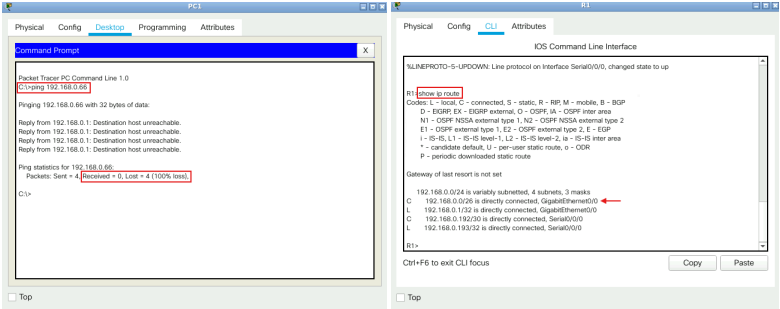 PC1
Physical Config Desktop Programming Attributes
Command Prompt
X
Packet Tracer PC Command Line 1.0
C:\>ping 192.168.0.66
Pinging 192.168.0.66 with 32 bytes of data:
Reply from 192.168.0.1: Destination host unreachable.
Reply from 192.168.0.1: Destination host unreachable.
Reply from 192.168.0.1: Destination host unreachable.
Reply from 192.168.0.1: Destination host unreachable.
Ping statistics for 192.168.0.66:
Packets: Sent = 4, Received = 0, Lost = 4 (100% loss),
C:\>
Top
R1
Physical Config CLI Attributes
IOS Command Line Interface
%LINEPROTO-5-UPDOWN: Line protocol on Interface Serial0/0/0, changed state to up
R1>show ip route
Codes: L - local, C - connected, S - static, R - RIP, M - mobile, B - BGP
D - EIGRP, EX - EIGRP external, O - OSPF, IA - OSPF inter area
N1 - OSPF NSSA external type 1, N2 - OSPF NSSA external type 2
E1 - OSPF external type 1, E2 - OSPF external type 2, E - EGP
i - IS-IS, L1 - IS-IS level-1, L2 - IS-IS level-2, ia - IS-IS inter area
* - candidate default, U - per-user static route, o - ODR
P - periodic downloaded static route
Gateway of last resort is not set
192.168.0.0/24 is variably subnetted, 4 subnets, 3 masks
C 192.168.0.0/26 is directly connected, GigabitEthernet0/0
L 192.168.0.1/32 is directly connected, GigabitEthernet0/0
C 192.168.0.192/30 is directly connected, Serial0/0/0
L 192.168.0.193/32 is directly connected, Serial0/0/0
R1>
Ctrl+F6 to exit CLI focus
Copy
Paste
Top